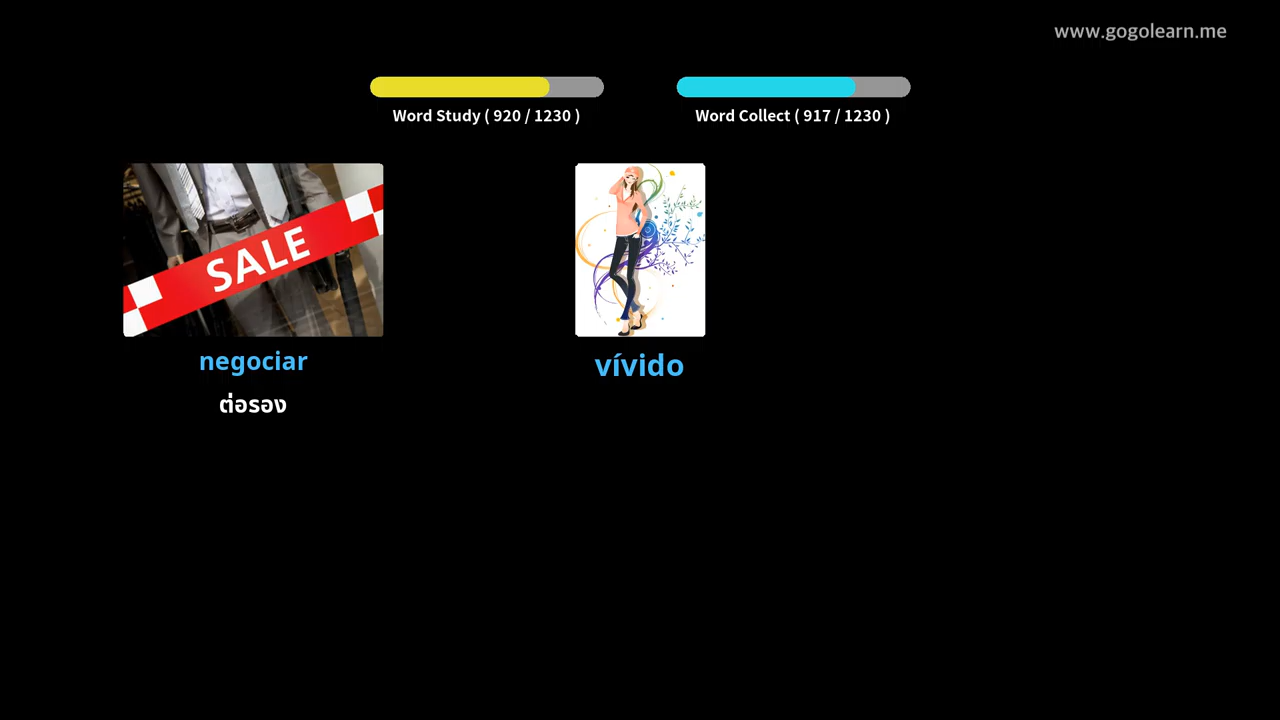 www.gogolearn.me
Word Study ( 920 / 1230 )
Word Collect ( 917 / 1230 )
SALE
negociar
ต่อรอง
vívido